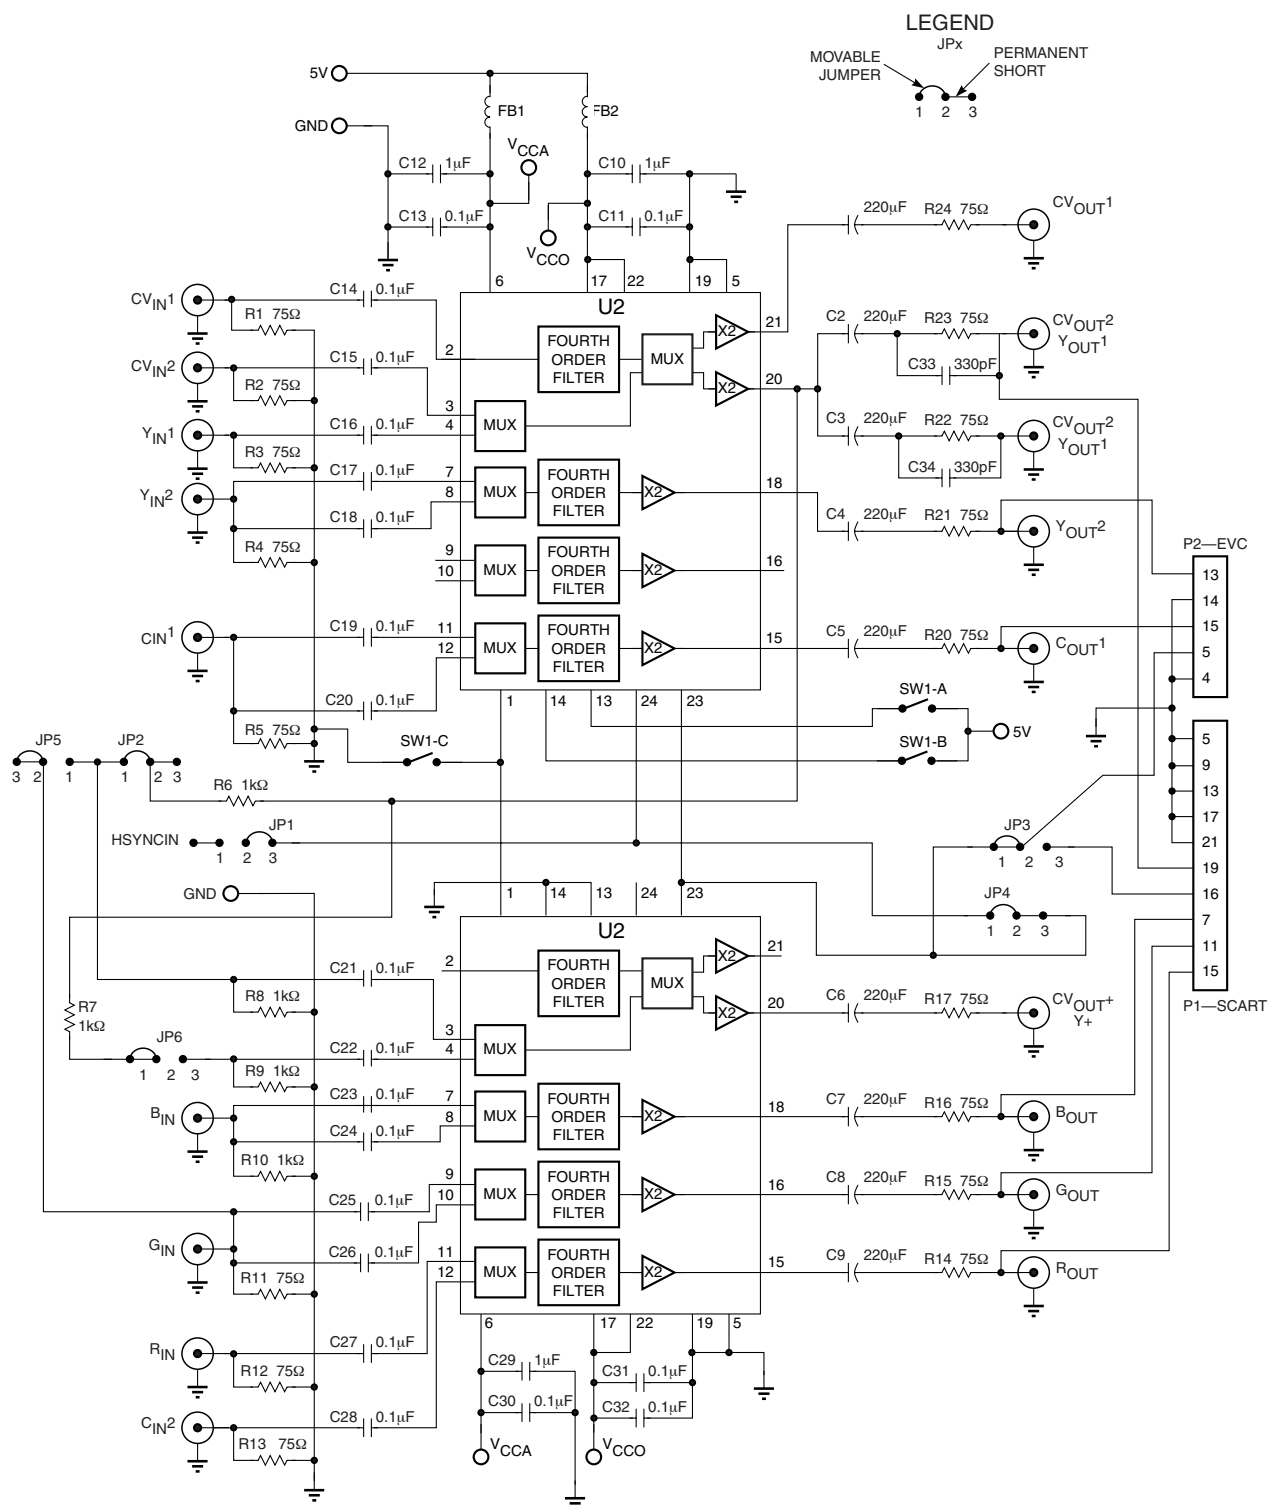 LEGEND
JPx
MOVABLE
JUMPER
PERMANENT
SHORT
1 2 3
5V
FB1
FB2
GND
VCCA
C12 1µF
C10 1µF
C13 0.1µF
C11 0.1µF
VCCO
6 17 22 19 5
220µF R24 75Ω
CVOUT1
CVIN1
C14 0.1µF
R1 75Ω
U2
2
FOURTH
ORDER
FILTER
MUX
X2
21
X2
20
C2 220µF R23 75Ω
C33 330pF
CVOUT2
YOUT1
CVIN2
C15 0.1µF
R2 75Ω
3
4
MUX
YIN1
C16 0.1µF
R3 75Ω
C3 220µF R22 75Ω
C34 330pF
CVOUT2
YOUT1
YIN2
C17 0.1µF
C18 0.1µF
R4 75Ω
7
8
MUX
FOURTH
ORDER
FILTER
X2
18
C4 220µF R21 75Ω
YOUT2
9
10
MUX
FOURTH
ORDER
FILTER
X2
16
P2—EVC
13
14
15
5
4
CIN1
C19 0.1µF
C20 0.1µF
R5 75Ω
11
12
MUX
FOURTH
ORDER
FILTER
X2
15
C5 220µF R20 75Ω
COUT1
1 14 13 24 23
SW1-A
SW1-B
5V
SW1-C
JP5
3 2 1
JP2
1 2 3
R6 1kΩ
HSYNCIN
JP1
1 2 3
JP3
1 2 3
JP4
1 2 3
5
9
13
17
21
19
16
7
11
15
P1—SCART
GND
1 14 13 24 23
U2
2
FOURTH
ORDER
FILTER
MUX
X2
21
X2
20
C21 0.1µF
R8 1kΩ
R7
1kΩ
JP6
1 2 3
C22 0.1µF
R9 1kΩ
3
4
MUX
C6 220µF R17 75Ω
CVOUT+
Y+
BIN
C23 0.1µF
C24 0.1µF
R10 1kΩ
7
8
MUX
FOURTH
ORDER
FILTER
X2
18
C7 220µF R16 75Ω
BOUT
C25 0.1µF
GIN
C26 0.1µF
R11 75Ω
9
10
MUX
FOURTH
ORDER
FILTER
X2
16
C8 220µF R15 75Ω
GOUT
11
12
MUX
FOURTH
ORDER
FILTER
X2
15
C9 220µF R14 75Ω
ROUT
RIN
C27 0.1µF
R12 75Ω
CIN2
C28 0.1µF
R13 75Ω
6 17 22 19 5
C29 1µF
C30 0.1µF
C31 0.1µF
C32 0.1µF
VCCA
VCCO